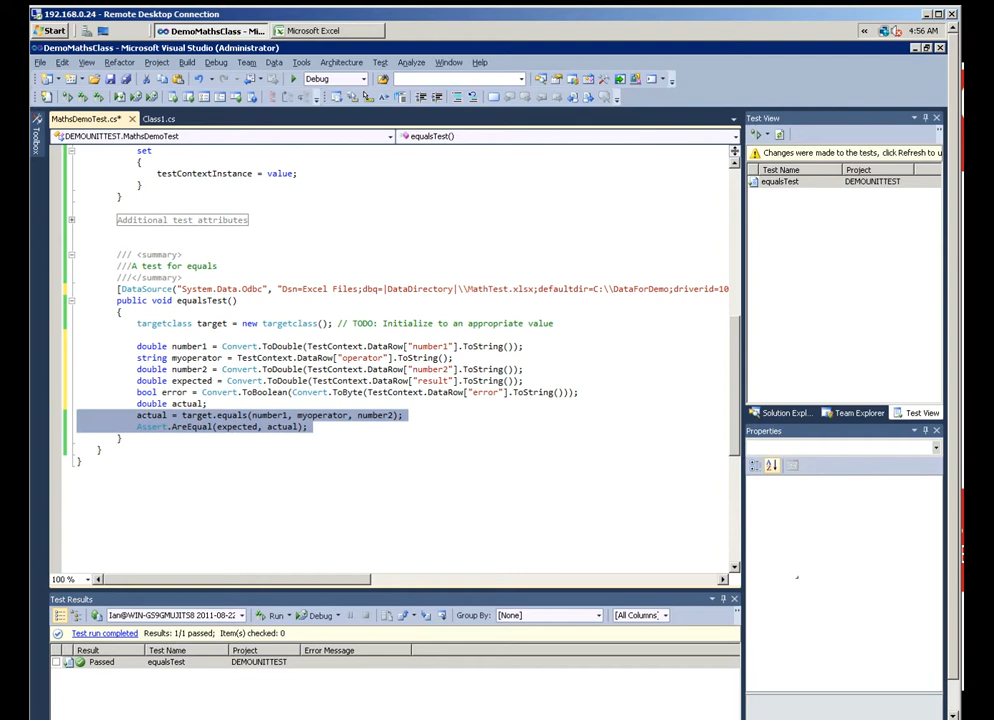 192.168.0.24 - Remote Desktop Connection
Start
DemoMathsClass - Mi...
Microsoft Excel
4:56 AM
DemoMathsClass - Microsoft Visual Studio (Administrator)
File Edit View Refactor Project Build Debug Team Data Tools Architecture Test Analyze Window Help
Debug
Toolbox
MathsDemoTest.cs*
Class1.cs
DEMOUNITTEST.MathsDemoTest
equalsTest()
set
{
testContextInstance = value;
}
}
Additional test attributes
/// <summary>
///A test for equals
///</summary>
[DataSource("System.Data.Odbc", "Dsn=Excel Files;dbq=|DataDirectory|\\MathTest.xlsx;defaultdir=C:\\DataForDemo;driverid=10
public void equalsTest()
{
targetclass target = new targetclass(); // TODO: Initialize to an appropriate value
double number1 = Convert.ToDouble(TestContext.DataRow["number1"].ToString());
string myoperator = TestContext.DataRow["operator"].ToString();
double number2 = Convert.ToDouble(TestContext.DataRow["number2"].ToString());
double expected = Convert.ToDouble(TestContext.DataRow["result"].ToString());
bool error = Convert.ToBoolean(Convert.ToByte(TestContext.DataRow["error"].ToString()));
double actual;
actual = target.equals(number1, myoperator, number2);
Assert.AreEqual(expected, actual);
}
}
}
100 %
Test View
Changes were made to the tests, click Refresh to u
Test Name Project
equalsTest DEMOUNITTEST
Solution Expl...
Team Explorer
Test View
Properties
Test Results
Ian@WIN-GS9GMUJITS8 2011-08-22
Run
Debug
Group By:
[None]
[All Columns]
Test run completed Results: 1/1 passed; Item(s) checked: 0
Result Test Name Project Error Message
Passed equalsTest DEMOUNITTEST